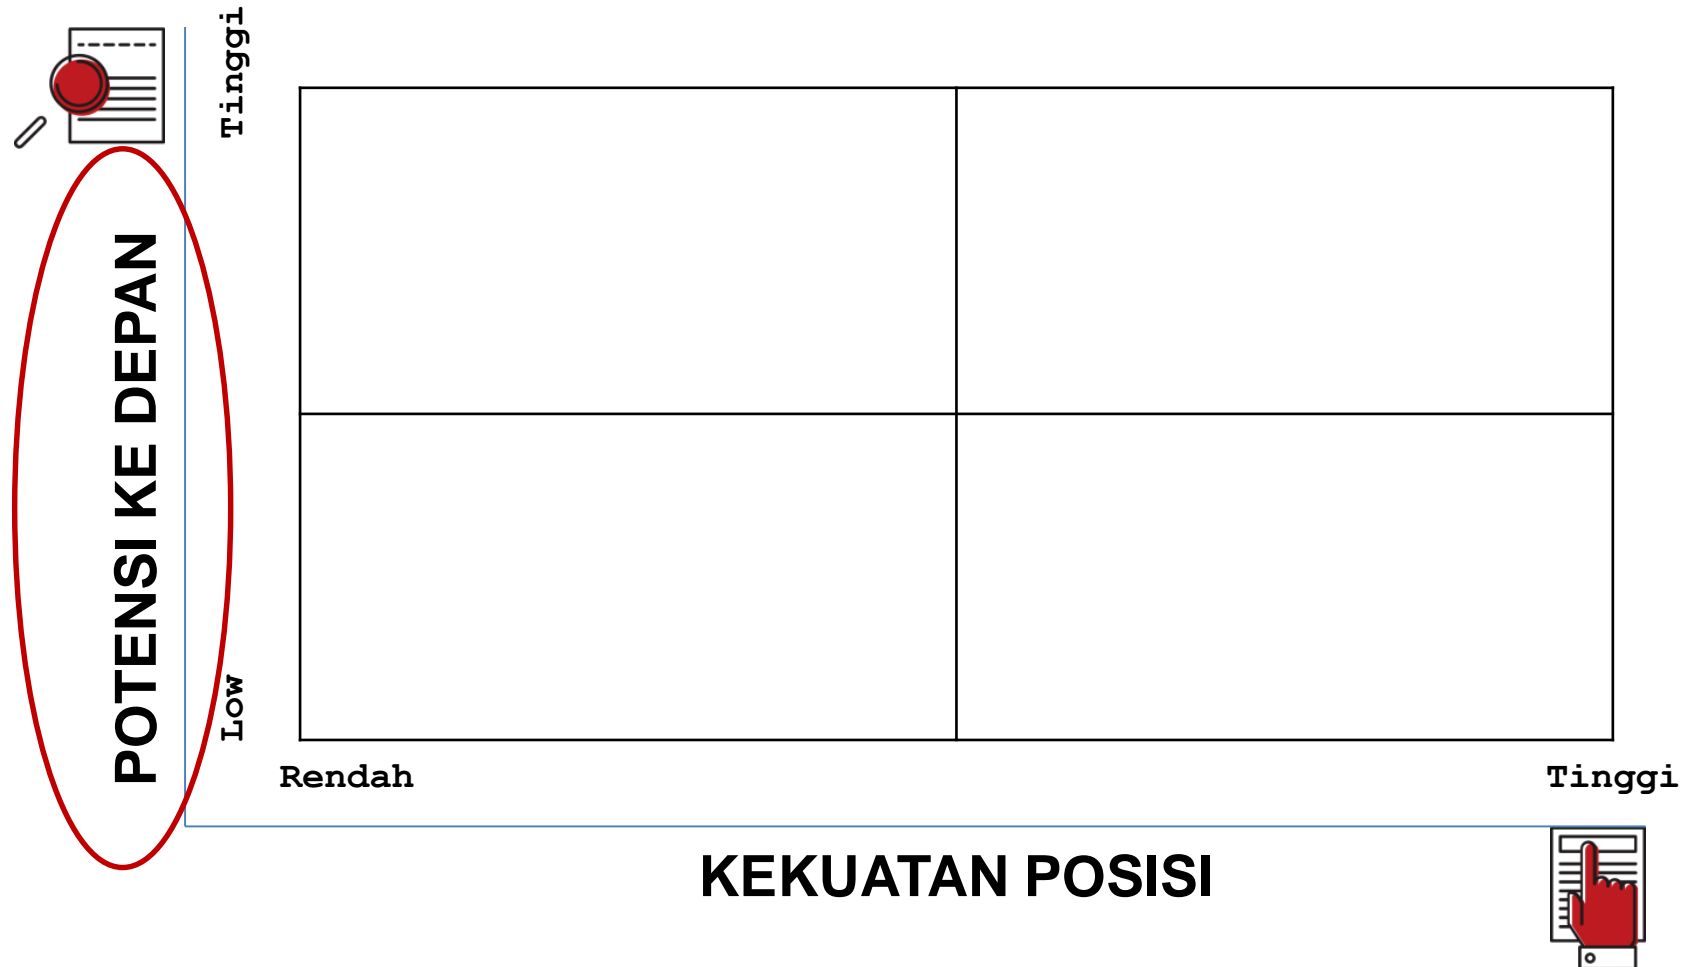 Tinggi
POTENSI KE DEPAN
Low
Rendah
Tinggi
KEKUATAN POSISI